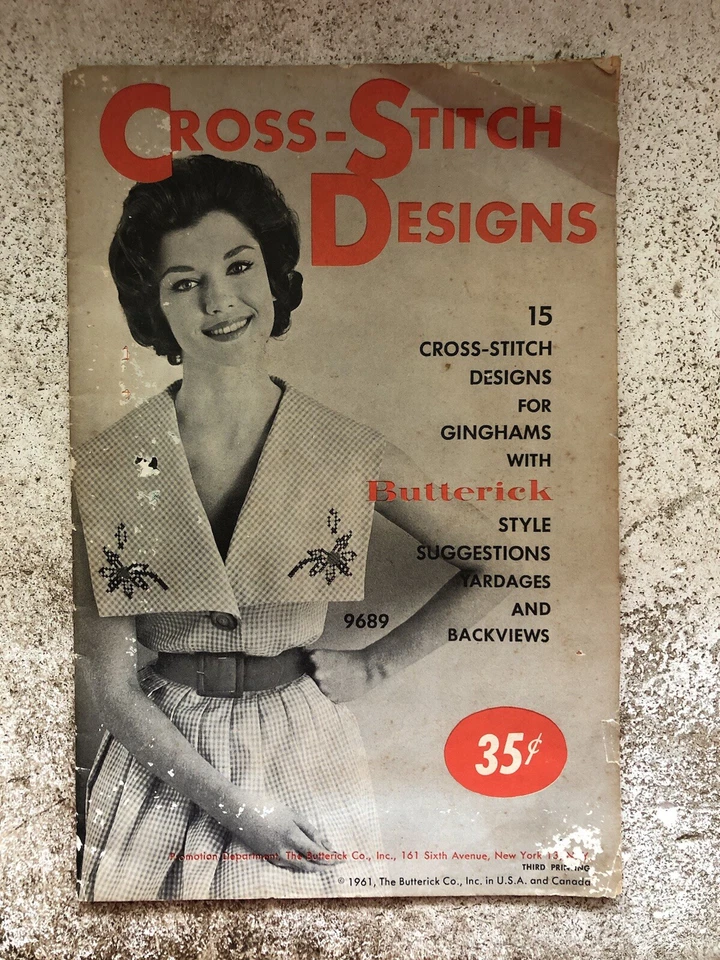 CROSS-STITCH
DESIGNS
15
CROSS-STITCH
DESIGNS
FOR
GINGHAMS
WITH
Butterick
STYLE
SUGGESTIONS
YARDAGES
AND
BACKVIEWS
9689
35¢
Promotion Department, The Butterick Co., Inc., 161 Sixth Avenue, New York 13, N. Y.
THIRD PRINTING
© 1961, The Butterick Co., Inc. in U.S.A. and Canada